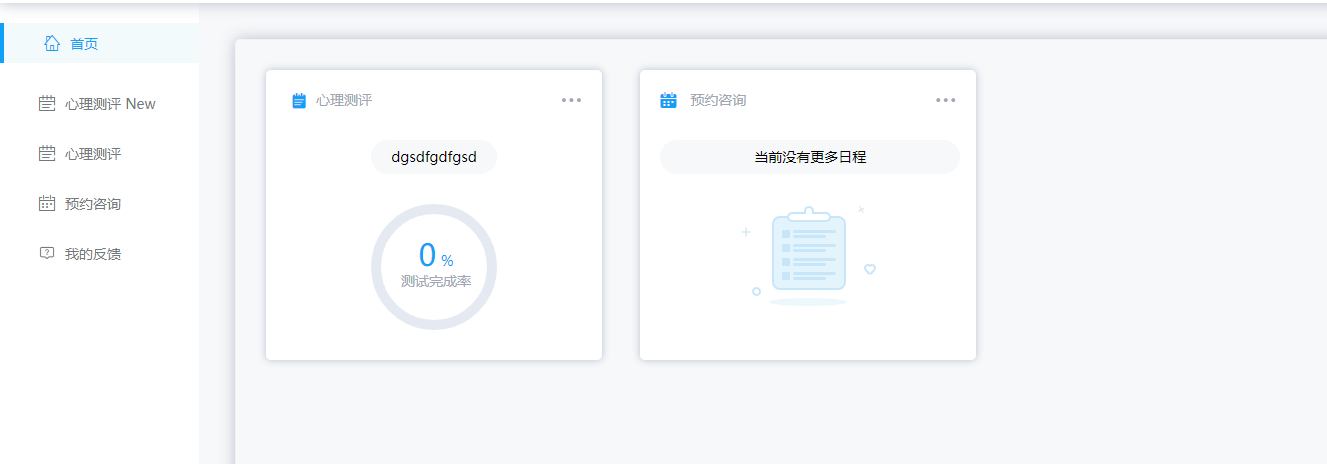 首页
心理测评 New
心理测评
预约咨询
我的反馈
心理测评
dgsdfgdfgsd
0 %
测试完成率
预约咨询
当前没有更多日程